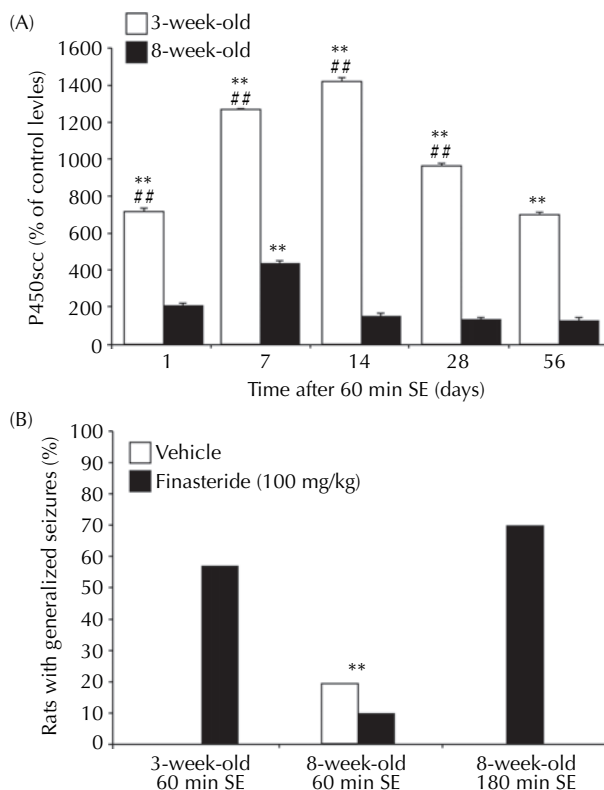 (A)
3-week-old
8-week-old
P450scc (% of control levles)
1600
1400
1200
1000
800
600
400
200
0
**
##
**
##
**
**
##
**
##
**
1
7
14
28
56
Time after 60 min SE (days)
(B)
Vehicle
Finasteride (100 mg/kg)
Rats with generalized seizures (%)
100
90
80
70
60
50
40
30
20
10
0
**
3-week-old
60 min SE
8-week-old
60 min SE
8-week-old
180 min SE